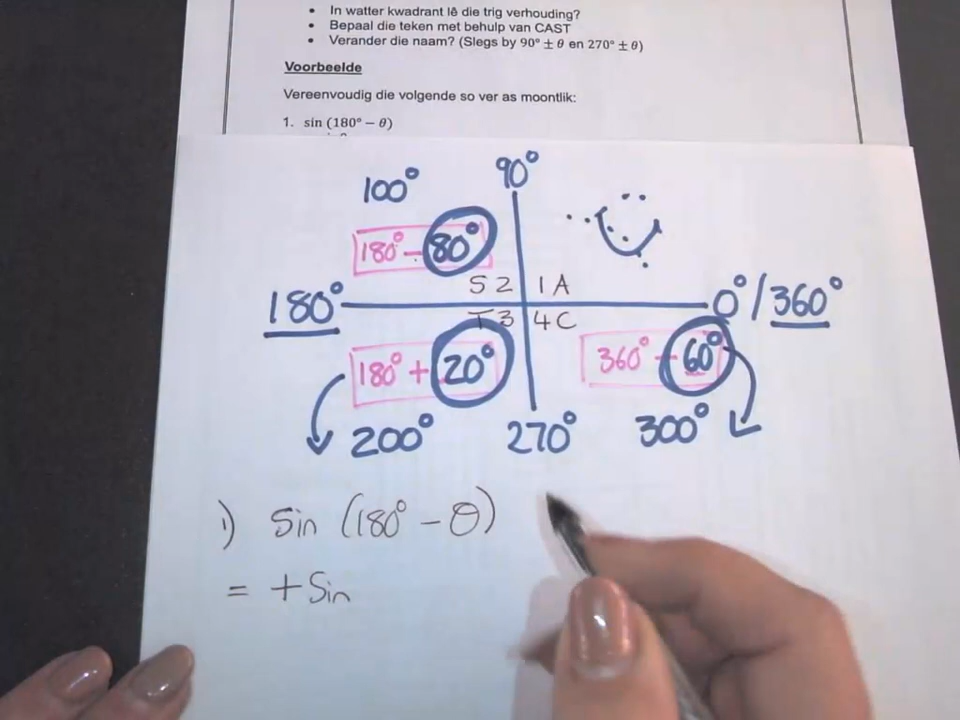 • In watter kwadrant lê die trig verhouding?
• Bepaal die teken met behulp van CAST
• Verander die naam? (Slegs by 90° ± θ en 270° ± θ)
Voorbeelde
Vereenvoudig die volgende so ver as moontlik:
1. sin (180° − θ)
90°
100°
180° − 80°
S 2 1 A
180° 0°/360°
T 3 4 C
180° + 20° 360° − 60°
200° 270° 300°
1) Sin (180° − θ)
= + Sin